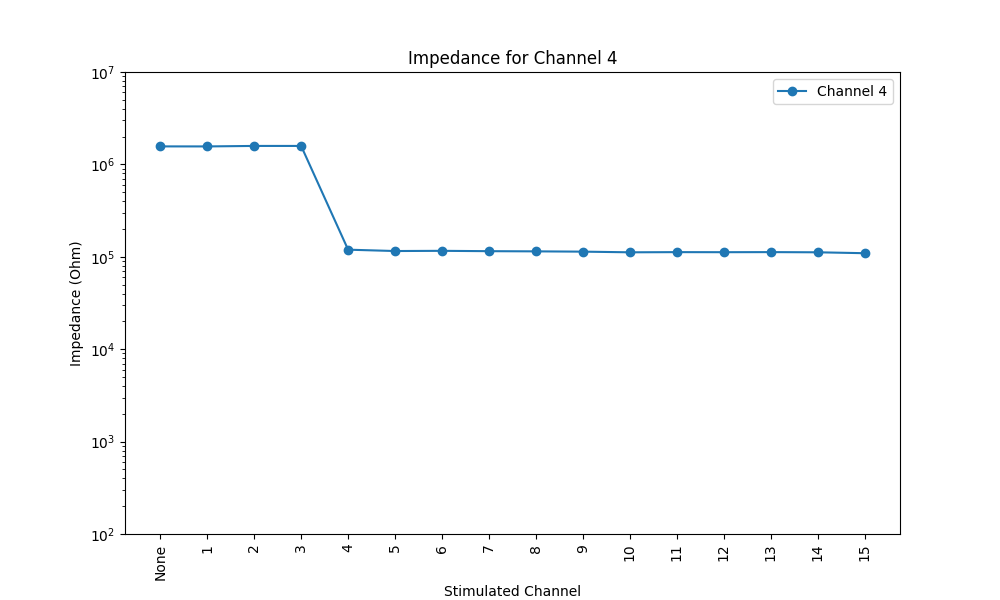 Impedance for Channel 4
Channel 4
Impedance (Ohm)
10^7
10^6
10^5
10^4
10^3
10^2
None 1 2 3 4 5 6 7 8 9 10 11 12 13 14 15
Stimulated Channel